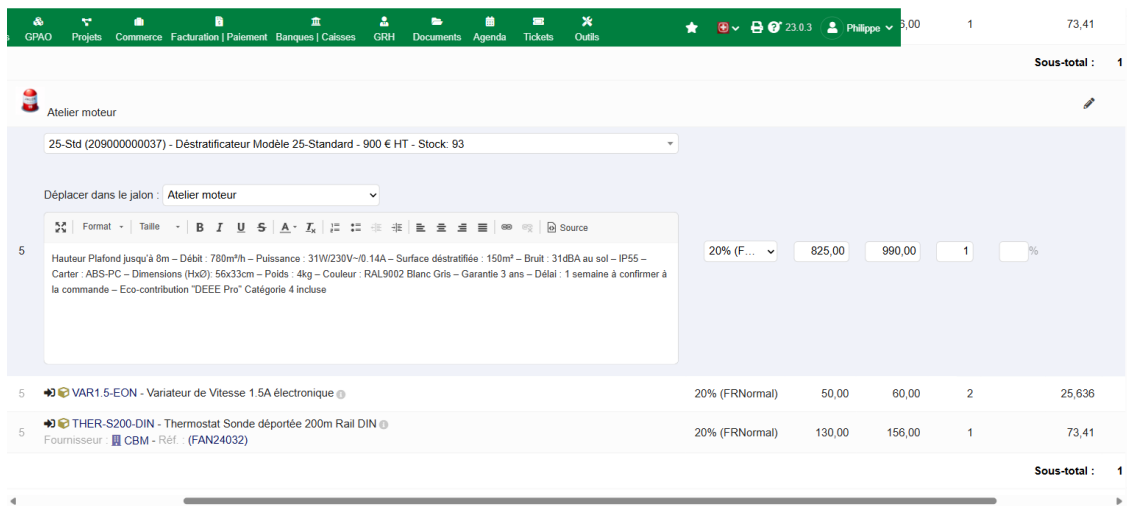 s GPAO Projets Commerce Facturation | Paiement Banques | Caisses GRH Documents Agenda Tickets Outils 23.0.3 Philippe 6,00 1 73,41
Sous-total : 1
Atelier moteur
25-Std (209000000037) - Déstratificateur Modèle 25-Standard - 900 € HT - Stock: 93
Déplacer dans le jalon : Atelier moteur
Format Taille B I U S A Tx Source
5 20% (F... 825,00 990,00 1 %
Hauteur Plafond jusqu'à 8m – Débit : 780m³/h – Puissance : 31W/230V~/0.14A – Surface déstratifiée : 150m² – Bruit : 31dBA au sol – IP55 –
Carter : ABS-PC – Dimensions (HxØ): 56x33cm – Poids : 4kg – Couleur : RAL9002 Blanc Gris – Garantie 3 ans – Délai : 1 semaine à confirmer à
la commande – Eco-contribution "DEEE Pro" Catégorie 4 incluse
5 VAR1.5-EON - Variateur de Vitesse 1.5A électronique 20% (FRNormal) 50,00 60,00 2 25,636
5 THER-S200-DIN - Thermostat Sonde déportée 200m Rail DIN 20% (FRNormal) 130,00 156,00 1 73,41
Fournisseur : CBM - Réf. : (FAN24032)
Sous-total : 1